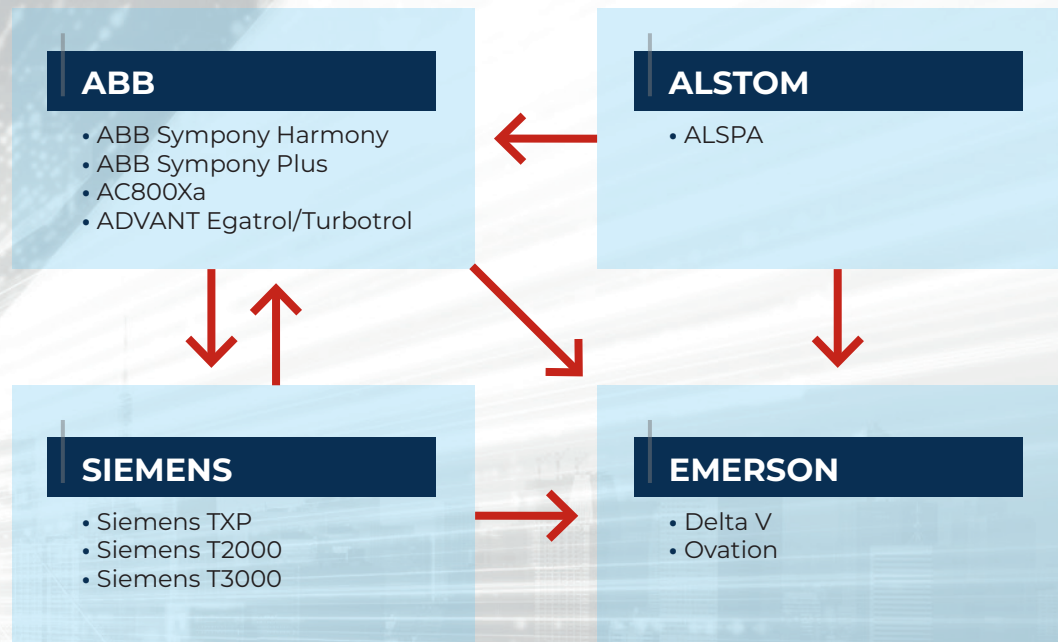 ABB
• ABB Sympony Harmony
• ABB Sympony Plus
• AC800Xa
• ADVANT Egatrol/Turbotrol
ALSTOM
• ALSPA
SIEMENS
• Siemens TXP
• Siemens T2000
• Siemens T3000
EMERSON
• Delta V
• Ovation